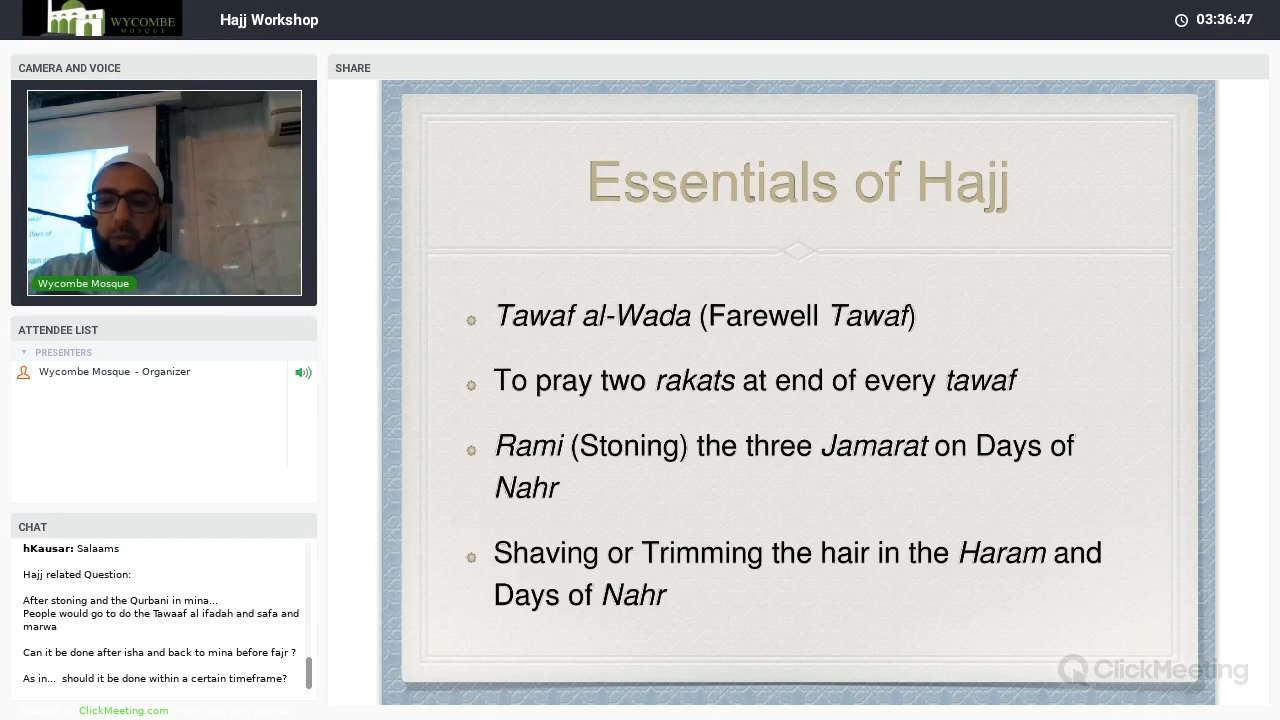 WYCOMBE
MOSQUE
Hajj Workshop
03:36:47
CAMERA AND VOICE
Wycombe Mosque
ATTENDEE LIST
PRESENTERS
Wycombe Mosque - Organizer
CHAT
hKausar: Salaams
Hajj related Question:
After stoning and the Qurbani in mina...
People would go to do the Tawaaf al ifadah and safa and
marwa
Can it be done after isha and back to mina before fajr ?
As in... should it be done within a certain timeframe?
ClickMeeting.com
SHARE
Essentials of Hajj
Tawaf al-Wada (Farewell Tawaf)
To pray two rakats at end of every tawaf
Rami (Stoning) the three Jamarat on Days of
Nahr
Shaving or Trimming the hair in the Haram and
Days of Nahr
ClickMeeting